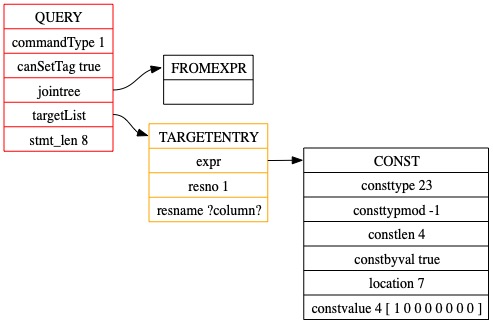 QUERY
commandType 1
canSetTag true
jointree
targetList
stmt_len 8
FROMEXPR
TARGETENTRY
expr
resno 1
resname ?column?
CONST
consttype 23
consttypmod -1
constlen 4
constbyval true
location 7
constvalue 4 [ 1 0 0 0 0 0 0 0 ]